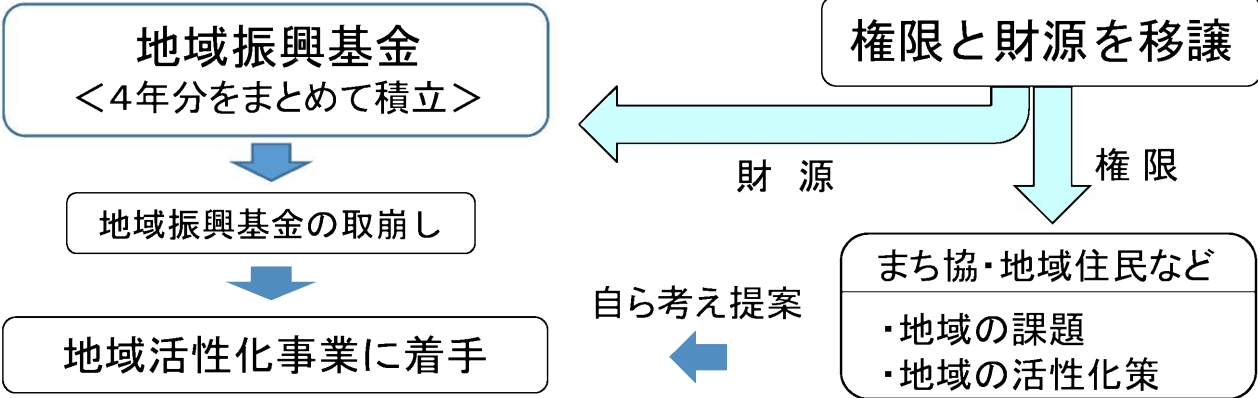 地域振興基金
＜４年分をまとめて積立＞
地域振興基金の取崩し
地域活性化事業に着手
権限と財源を移譲
財 源
権 限
まち協・地域住民など
・地域の課題
・地域の活性化策
自ら考え提案